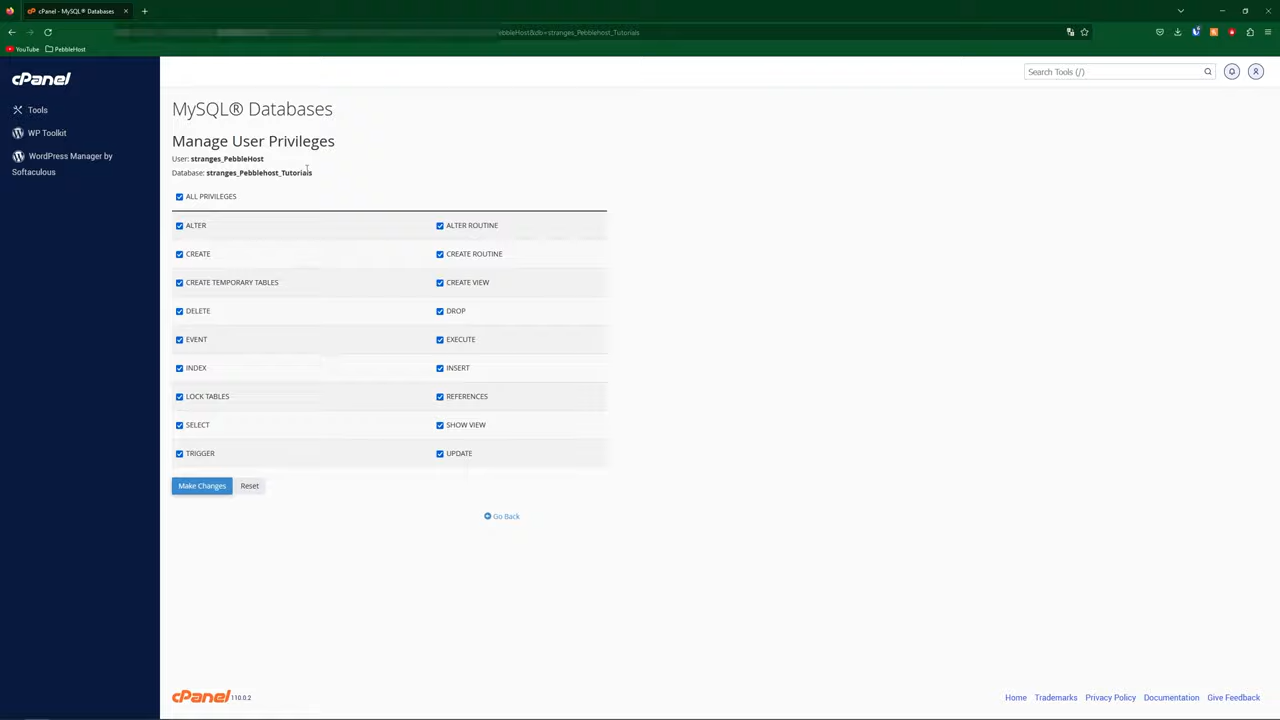 cPanel - MySQL® Databases
ebbleHost&db=stranges_Pebblehost_Tutorials
YouTube PebbleHost
cPanel
Search Tools (/)
Tools
WP Toolkit
WordPress Manager by
Softaculous
MySQL® Databases
Manage User Privileges
User: stranges_PebbleHost
Database: stranges_Pebblehost_Tutorials
ALL PRIVILEGES
ALTER ALTER ROUTINE
CREATE CREATE ROUTINE
CREATE TEMPORARY TABLES CREATE VIEW
DELETE DROP
EVENT EXECUTE
INDEX INSERT
LOCK TABLES REFERENCES
SELECT SHOW VIEW
TRIGGER UPDATE
Make Changes Reset
Go Back
cPanel 110.0.2
Home Trademarks Privacy Policy Documentation Give Feedback